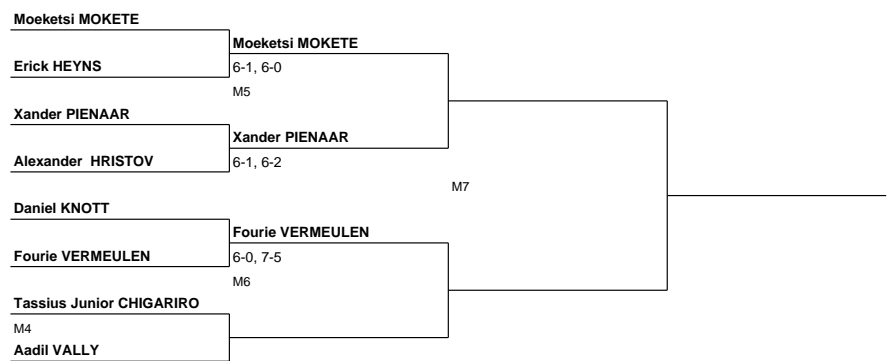 Moeketsi MOKETE
Moeketsi MOKETE
Erick HEYNS
6-1, 6-0
M5
Xander PIENAAR
Xander PIENAAR
Alexander  HRISTOV
6-1, 6-2
M7
Daniel KNOTT
Fourie VERMEULEN
Fourie VERMEULEN
6-0, 7-5
M6
Tassius Junior CHIGARIRO
M4
Aadil VALLY